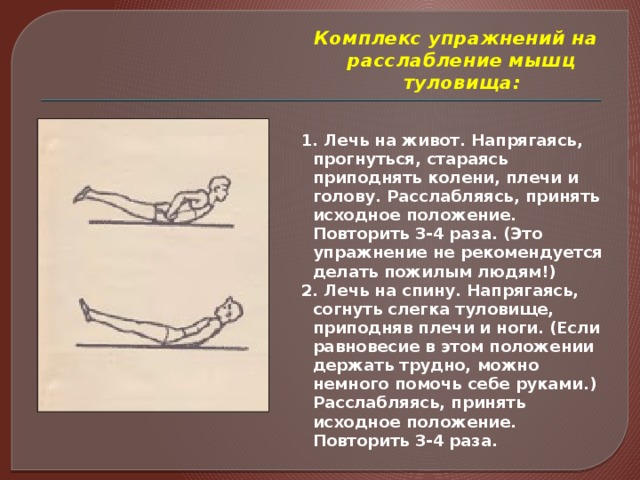 Комплекс упражнений на
расслабление мышц
туловища:
1. Лечь на живот. Напрягаясь,
прогнуться, стараясь
приподнять колени, плечи и
голову. Расслабляясь, принять
исходное положение.
Повторить 3-4 раза. (Это
упражнение не рекомендуется
делать пожилым людям!)
2. Лечь на спину. Напрягаясь,
согнуть слегка туловище,
приподняв плечи и ноги. (Если
равновесие в этом положении
держать трудно, можно
немного помочь себе руками.)
Расслабляясь, принять
исходное положение.
Повторить 3-4 раза.